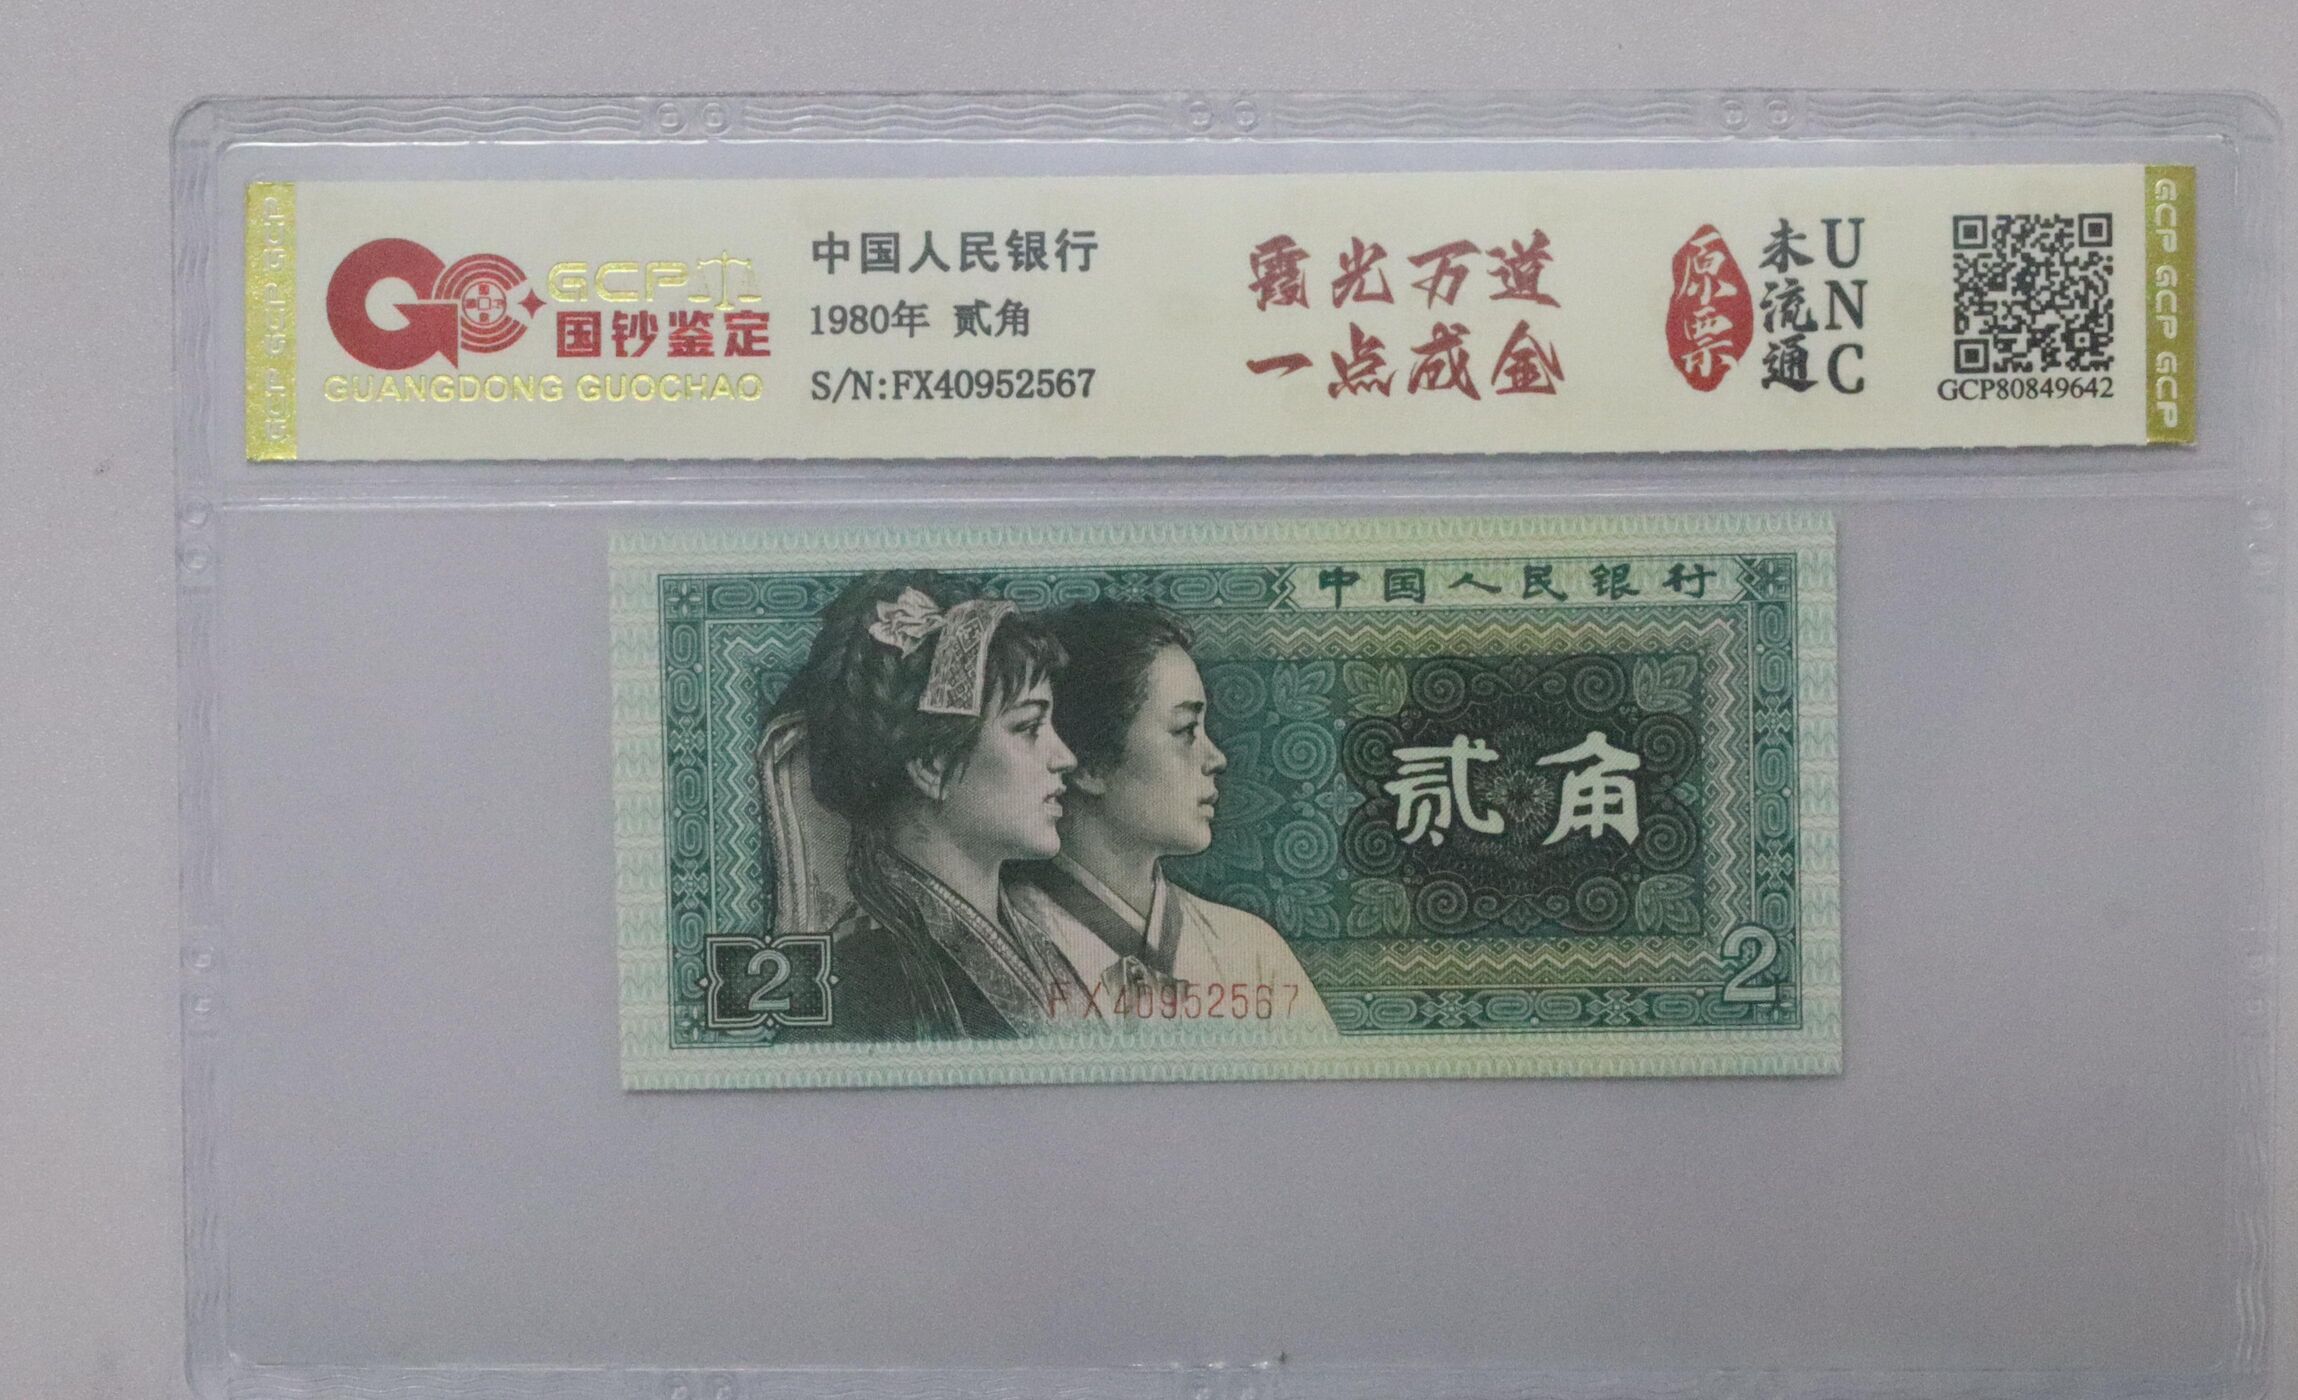 GCP
国钞鉴定
GUANGDONG GUOCHAO
中国人民银行
1980年 贰角
S/N:FX40952567
霞光万道
一点成金
原票
未流通
UNC
GCP80849642
GCP GCP GCP
GCP GCP GCP
中国人民银行
贰角
2
2
FX40952567